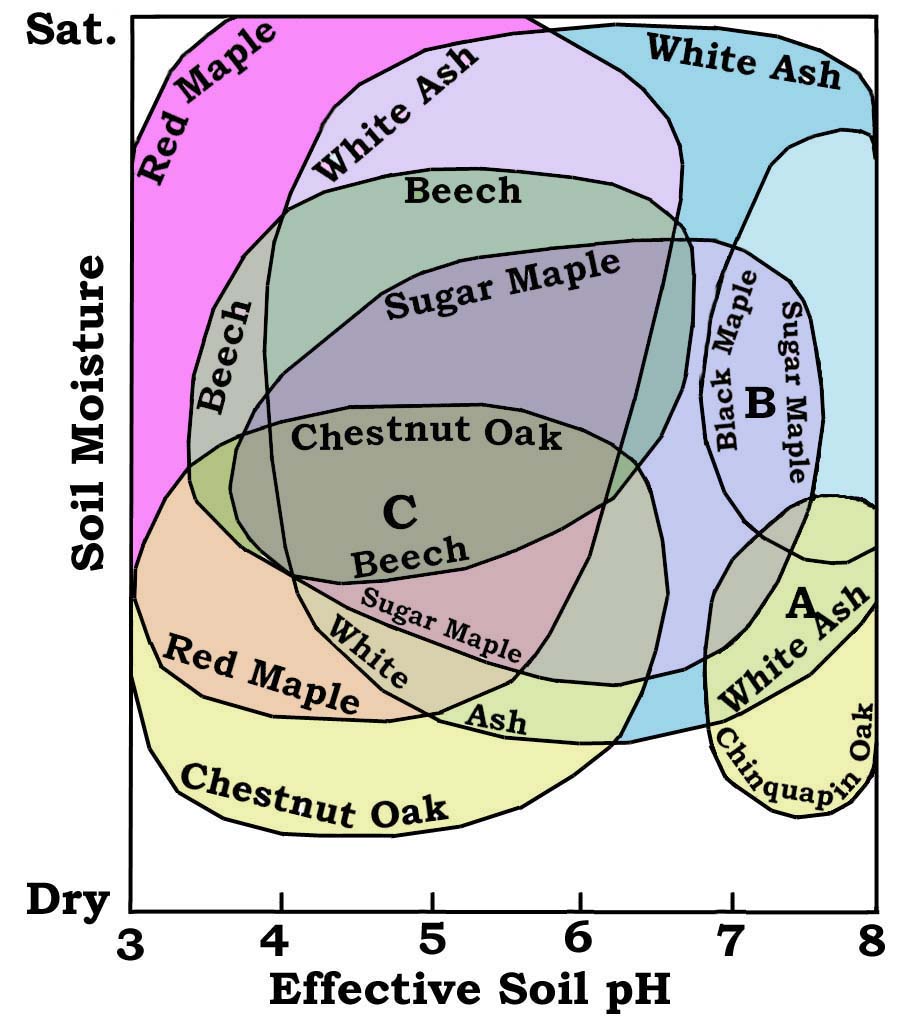 Sat.
Red Maple
White Ash
White Ash
Beech
Sugar Maple
Beech
Black Maple
B
Sugar Maple
Chestnut Oak
C
Beech
Soil Moisture
Sugar Maple
A
White Ash
White
Ash
Red Maple
Chinquapin Oak
Chestnut Oak
Dry
3 4 5 6 7 8
Effective Soil pH